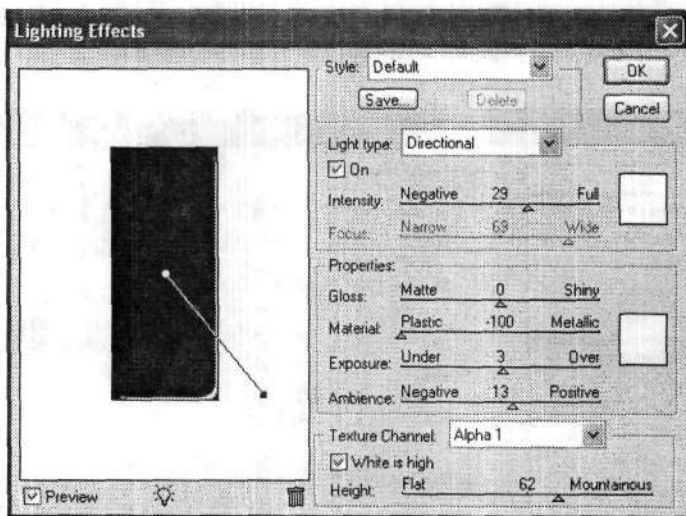 Lighting Effects
Style: Default
OK
Save...
Delete
Cancel
Light type: Directional
On
Intensity: Negative 29 Full
Focus: Narrow 69 Wide
Properties:
Gloss: Matte 0 Shiny
Material: Plastic -100 Metallic
Exposure: Under 3 Over
Ambience: Negative 13 Positive
Texture Channel: Alpha 1
White is high
Height: Flat 62 Mountainous
Preview